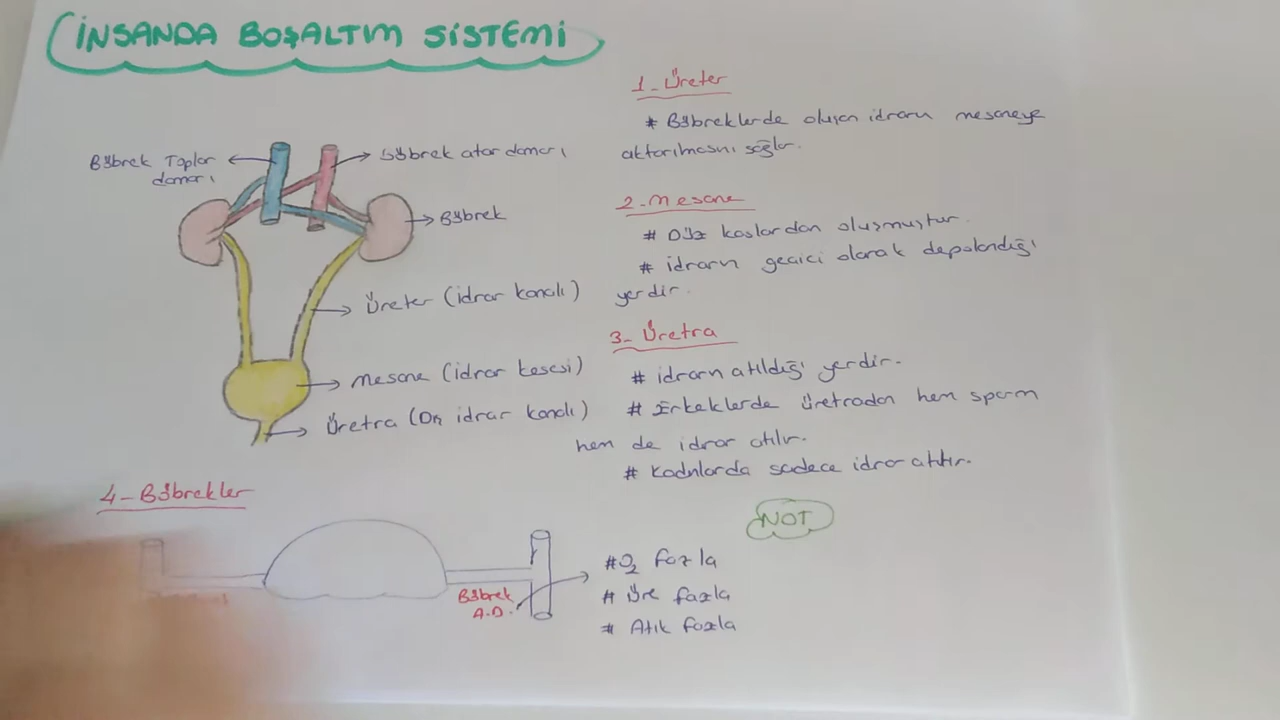 İNSANDA BOŞALTIM SİSTEMİ
Böbrek Toplar
damarı
Böbrek atar damarı
Böbrek
Üreter (idrar kanalı)
Mesane (idrar kesesi)
Üretra (Dış idrar kanalı)
1- Üreter
* Böbreklerde oluşan idrarın mesaneye
aktarılmasını sağlar.
2-Mesane
# Düz kaslardan oluşmuştur.
# idrarın geçici olarak depolandığı
yerdir.
3- Üretra
# idrarın atıldığı yerdir.
# Erkeklerde üretradan hem sperm
hem de idrar atılır.
# Kadınlarda sadece idrar atılır.
4- Böbrekler
NOT
Böbrek
A.D.
# O₂ fazla
# Üre fazla
# Atık fazla